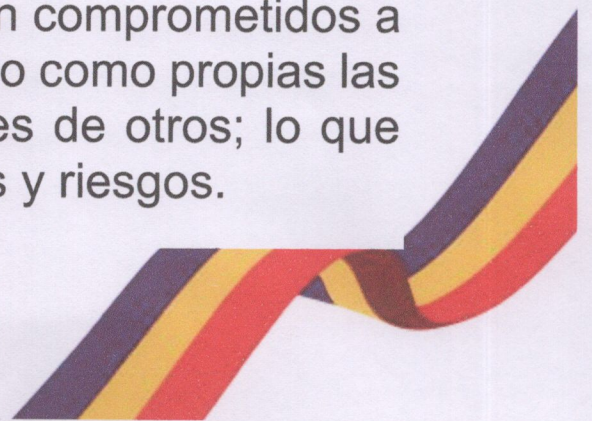 n comprometidos a
o como propias las
es de otros; lo que
s y riesgos.